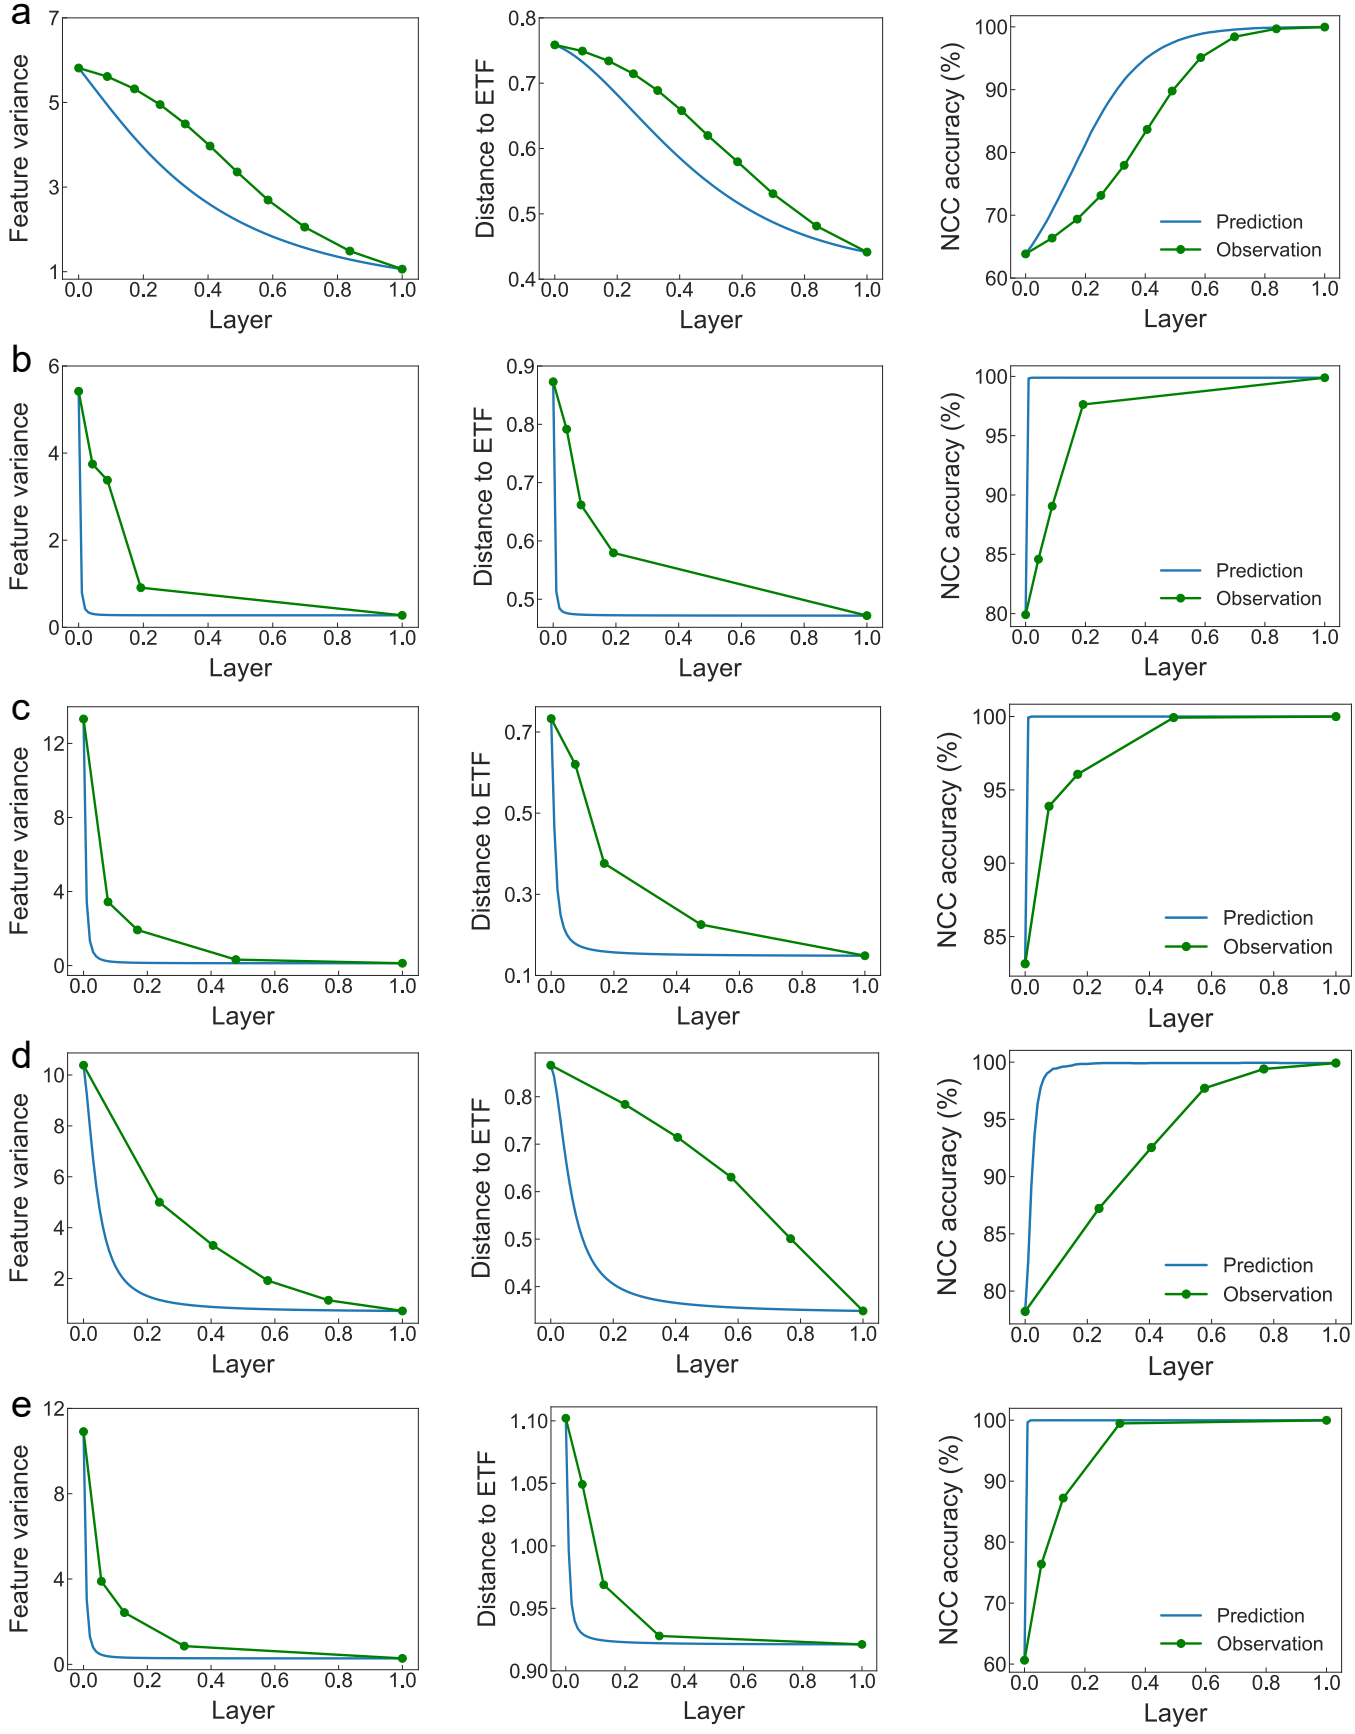 a
Feature variance
7
5
3
1
0.0 0.2 0.4 0.6 0.8 1.0
Layer
Distance to ETF
0.8
0.7
0.6
0.5
0.4
0.0 0.2 0.4 0.6 0.8 1.0
Layer
NCC accuracy (%)
100
90
80
70
60
Prediction
Observation
0.0 0.2 0.4 0.6 0.8 1.0
Layer
b
Feature variance
6
4
2
0
0.0 0.2 0.4 0.6 0.8 1.0
Layer
Distance to ETF
0.9
0.8
0.7
0.6
0.5
0.0 0.2 0.4 0.6 0.8 1.0
Layer
NCC accuracy (%)
100
95
90
85
80
Prediction
Observation
0.0 0.2 0.4 0.6 0.8 1.0
Layer
c
Feature variance
12
8
4
0
0.0 0.2 0.4 0.6 0.8 1.0
Layer
Distance to ETF
0.7
0.5
0.3
0.1
0.0 0.2 0.4 0.6 0.8 1.0
Layer
NCC accuracy (%)
100
95
90
85
Prediction
Observation
0.0 0.2 0.4 0.6 0.8 1.0
Layer
d
Feature variance
10
8
6
4
2
0.0 0.2 0.4 0.6 0.8 1.0
Layer
Distance to ETF
0.8
0.7
0.6
0.5
0.4
0.0 0.2 0.4 0.6 0.8 1.0
Layer
NCC accuracy (%)
100
95
90
85
80
Prediction
Observation
0.0 0.2 0.4 0.6 0.8 1.0
Layer
e
Feature variance
12
8
4
0
0.0 0.2 0.4 0.6 0.8 1.0
Layer
Distance to ETF
1.10
1.05
1.00
0.95
0.90
0.0 0.2 0.4 0.6 0.8 1.0
Layer
NCC accuracy (%)
100
90
80
70
60
Prediction
Observation
0.0 0.2 0.4 0.6 0.8 1.0
Layer